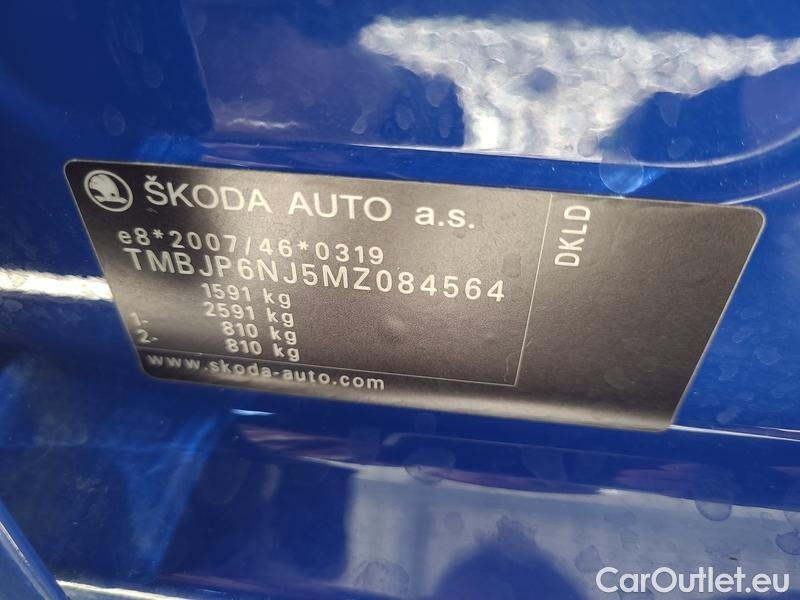 ŠKODA AUTO a.s.
e8*2007/46*0319
TMBJP6NJ5MZ084564
1591 kg
2591 kg
1- 810 kg
2- 810 kg
www.skoda-auto.com
DKLD
CarOutlet.eu